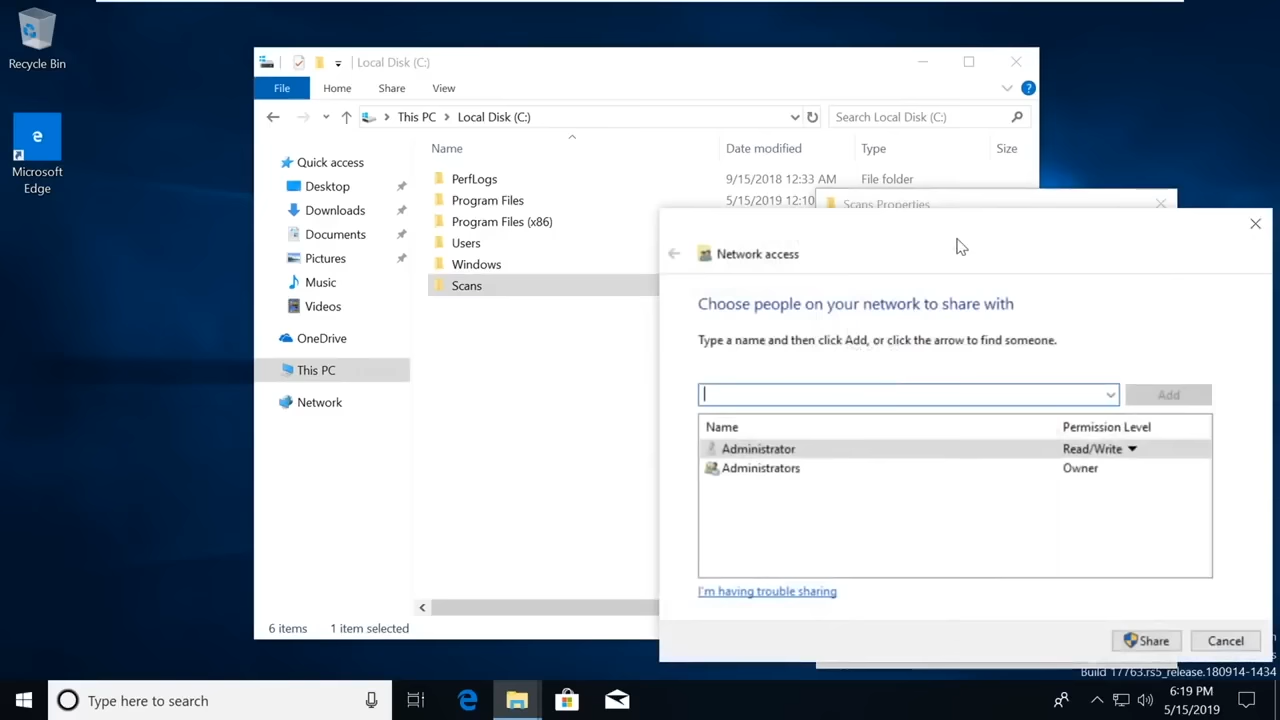 Recycle Bin
Microsoft
Edge
Local Disk (C:)
File Home Share View
This PC Local Disk (C:)
Search Local Disk (C:)
Name Date modified Type Size
Quick access
Desktop
Downloads
Documents
Pictures
Music
Videos
OneDrive
This PC
Network
PerfLogs 9/15/2018 12:33 AM File folder
Program Files 5/15/2019 12:10
Program Files (x86)
Users
Windows
Scans
6 items 1 item selected
Scans Properties
Network access
Choose people on your network to share with
Type a name and then click Add, or click the arrow to find someone.
Add
Name Permission Level
Administrator Read/Write
Administrators Owner
I'm having trouble sharing
Share Cancel
Build 17763.rs5_release.180914-1434
Type here to search
6:19 PM
5/15/2019